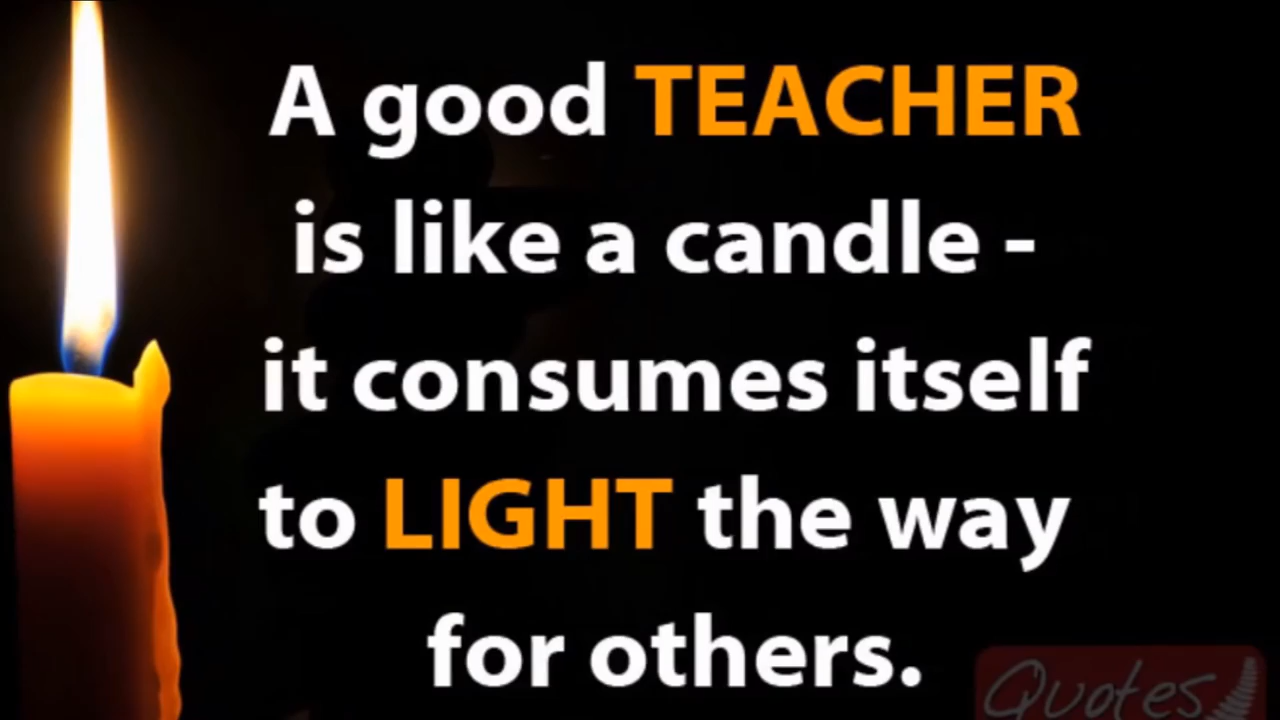 A good TEACHER
is like a candle -
it consumes itself
to LIGHT the way
for others.
Quotes